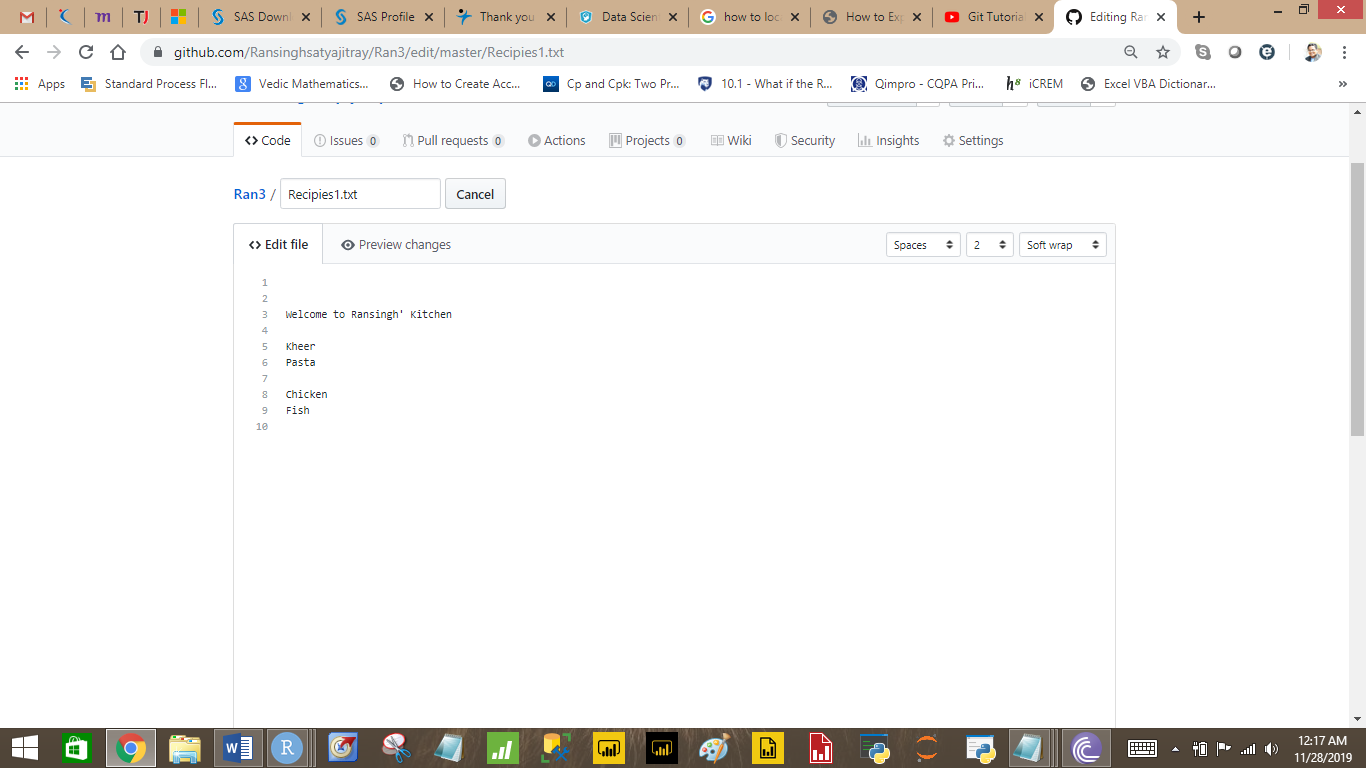 SAS Downl
SAS Profile
Thank you
Data Scien
how to loc
How to Exp
Git Tutoria
Editing Ran
github.com/Ransinghsatyajitray/Ran3/edit/master/Recipies1.txt
Apps
Standard Process Fl...
Vedic Mathematics...
How to Create Acc...
Cp and Cpk: Two Pr...
10.1 - What if the R...
Qimpro - CQPA Pri...
iCREM
Excel VBA Dictionar...
»
<> Code
Issues 0
Pull requests 0
Actions
Projects 0
Wiki
Security
Insights
Settings
Ran3 / Recipies1.txt Cancel
<> Edit file
Preview changes
Spaces
2
Soft wrap
1
2
3 Welcome to Ransingh' Kitchen
4
5 Kheer
6 Pasta
7
8 Chicken
9 Fish
10
12:17 AM
11/28/2019